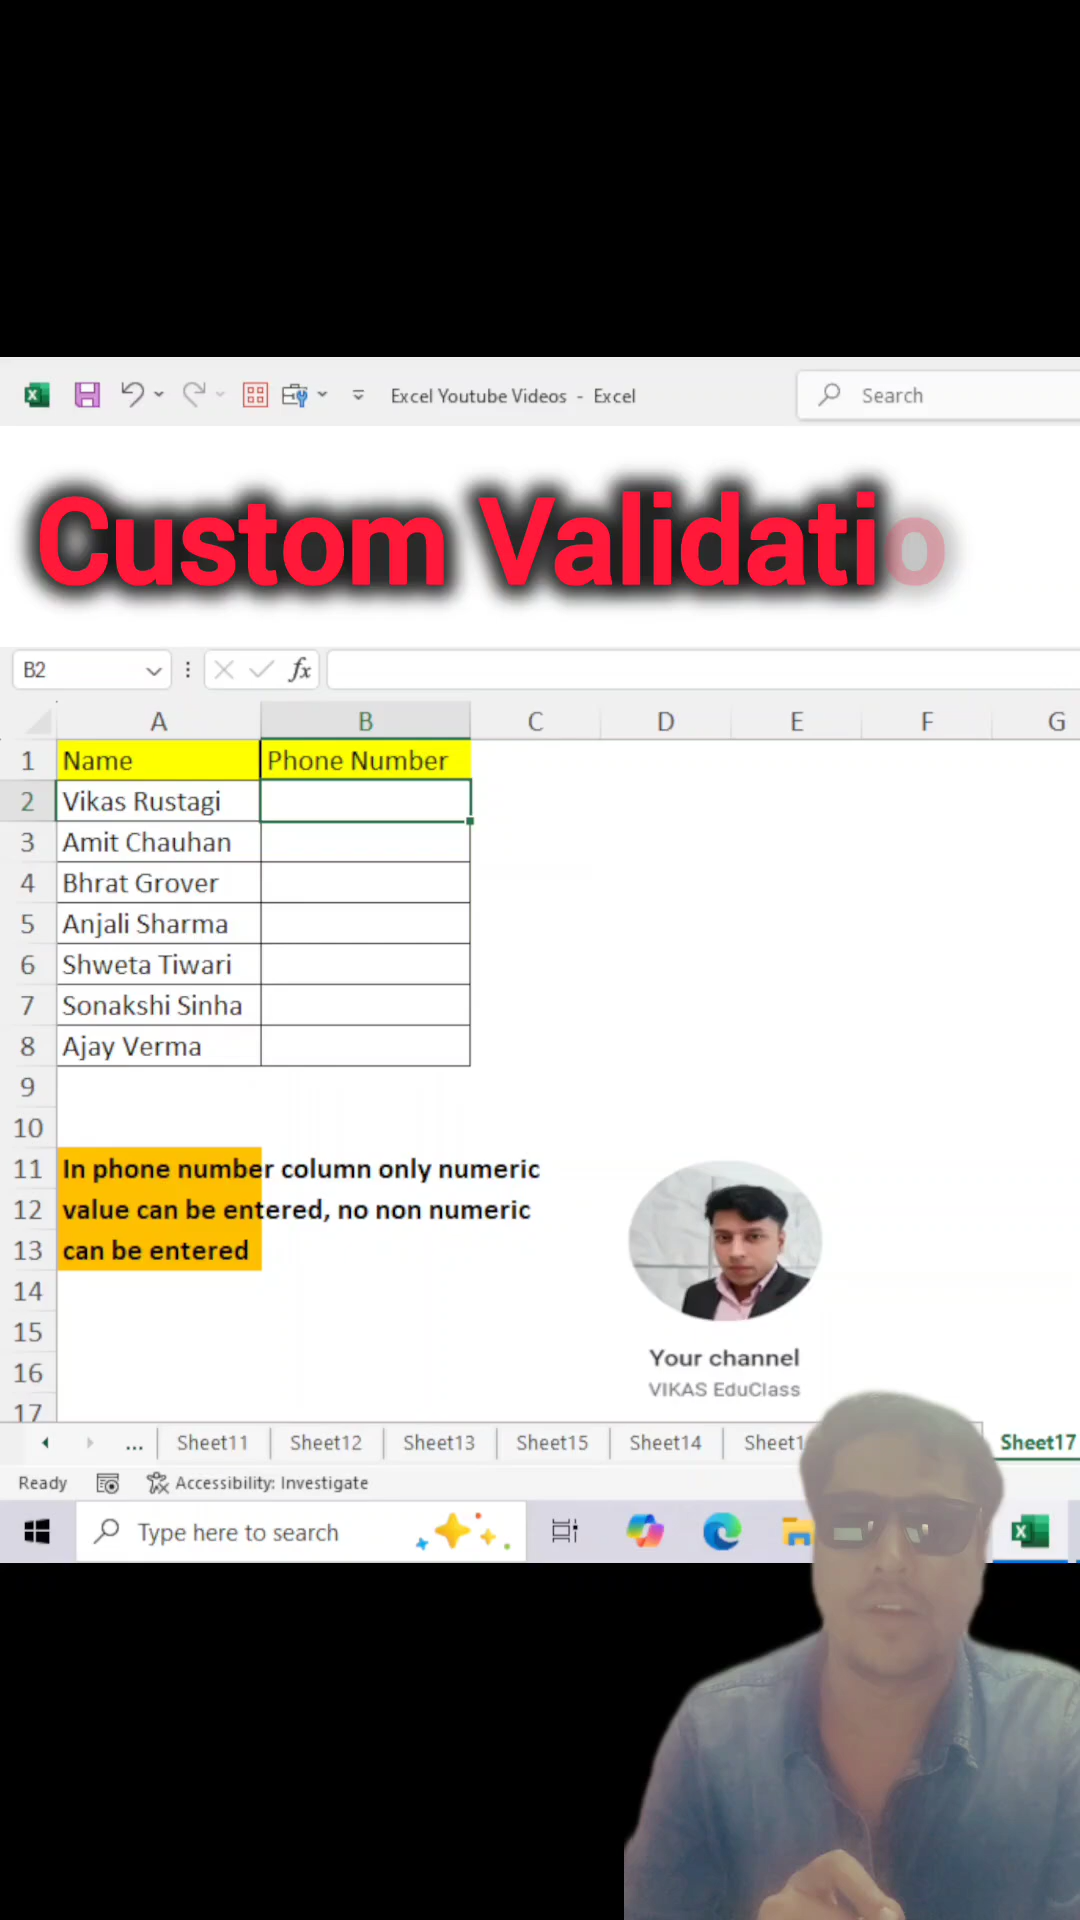 Excel Youtube Videos - Excel
Search
Custom Validatio
B2
fx
A B C D E F G
1 Name Phone Number
2 Vikas Rustagi
3 Amit Chauhan
4 Bhrat Grover
5 Anjali Sharma
6 Shweta Tiwari
7 Sonakshi Sinha
8 Ajay Verma
9
10
11 In phone number column only numeric
12 value can be entered, no non numeric
13 can be entered
14
15
16
17
Your channel
VIKAS EduClass
... Sheet11 Sheet12 Sheet13 Sheet15 Sheet14 Sheet17
Ready Accessibility: Investigate
Type here to search